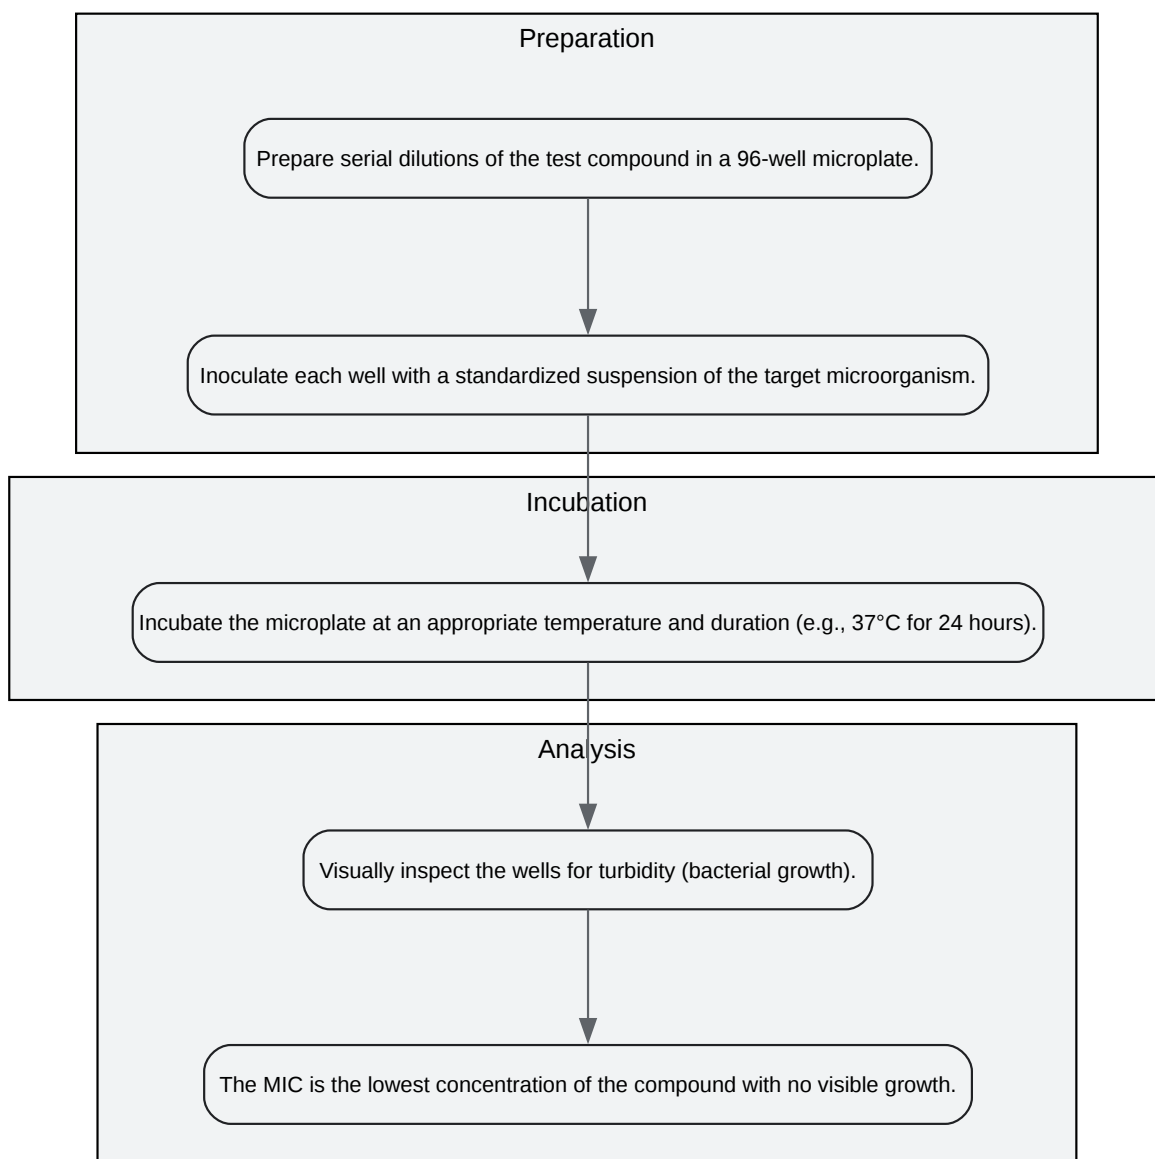 Preparation
Prepare serial dilutions of the test compound in a 96-well microplate.
Inoculate each well with a standardized suspension of the target microorganism.
Incubation
Incubate the microplate at an appropriate temperature and duration (e.g., 37°C for 24 hours).
Analysis
Visually inspect the wells for turbidity (bacterial growth).
The MIC is the lowest concentration of the compound with no visible growth.